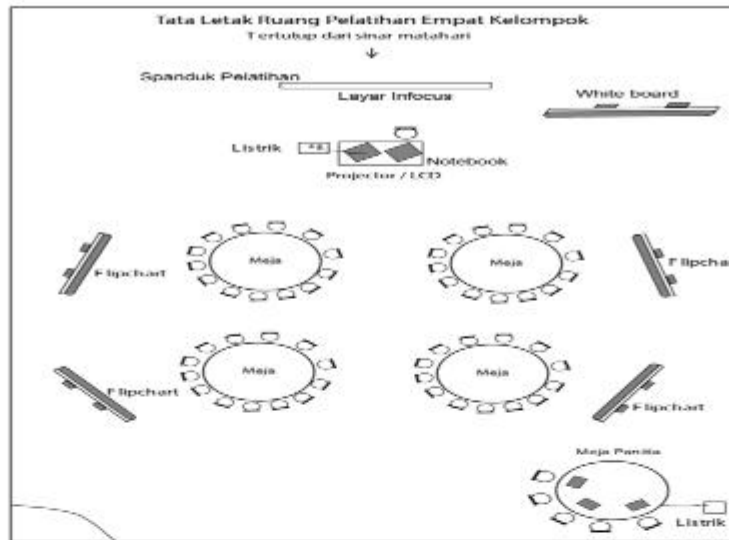 Tata Letak Ruang Pelatihan Empat Kelompok
Tertutup dari sinar matahari
Spanduk Pelatihan
Layar Infocus
White board
Listrik
Notebook
Projector / LCD
Flipchart
Meja
Meja
Flipcha
Flipchart
Meja
Meja
Flipchart
Meja Panitia
Listrik